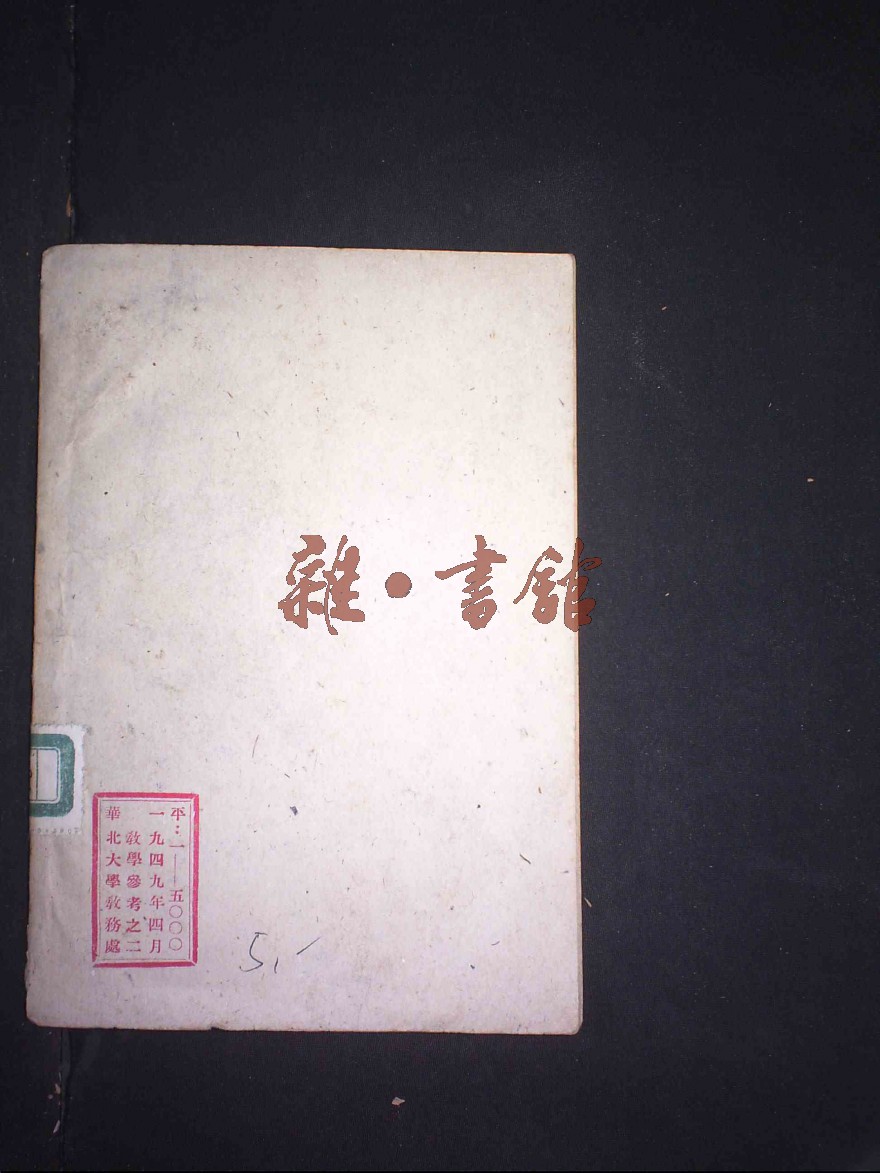 雜·書館
平：一——五〇〇〇
一九四九年四月
教學參考之二
華北大學教務處
5,